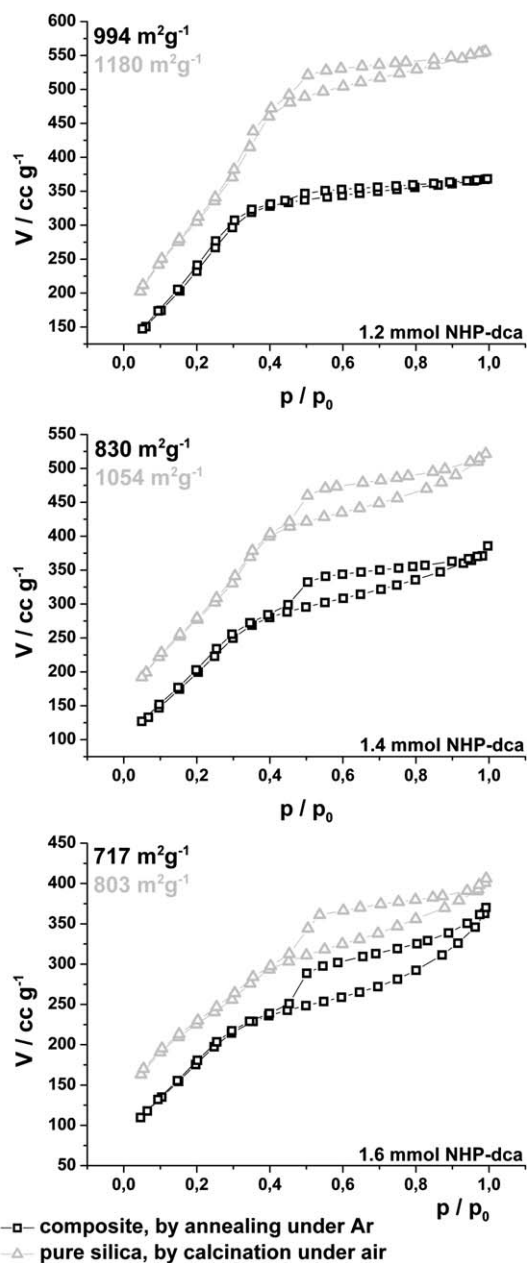 994 m²g⁻¹
1180 m²g⁻¹
600
550
500
450
400
350
300
250
200
150
V / cc g⁻¹
1.2 mmol NHP-dca
0,0 0,2 0,4 0,6 0,8 1,0
p / p₀
830 m²g⁻¹
1054 m²g⁻¹
550
500
450
400
350
300
250
200
150
100
V / cc g⁻¹
1.4 mmol NHP-dca
0,0 0,2 0,4 0,6 0,8 1,0
p / p₀
717 m²g⁻¹
803 m²g⁻¹
450
400
350
300
250
200
150
100
50
V / cc g⁻¹
1.6 mmol NHP-dca
0,0 0,2 0,4 0,6 0,8 1,0
p / p₀
composite, by annealing under Ar
pure silica, by calcination under air